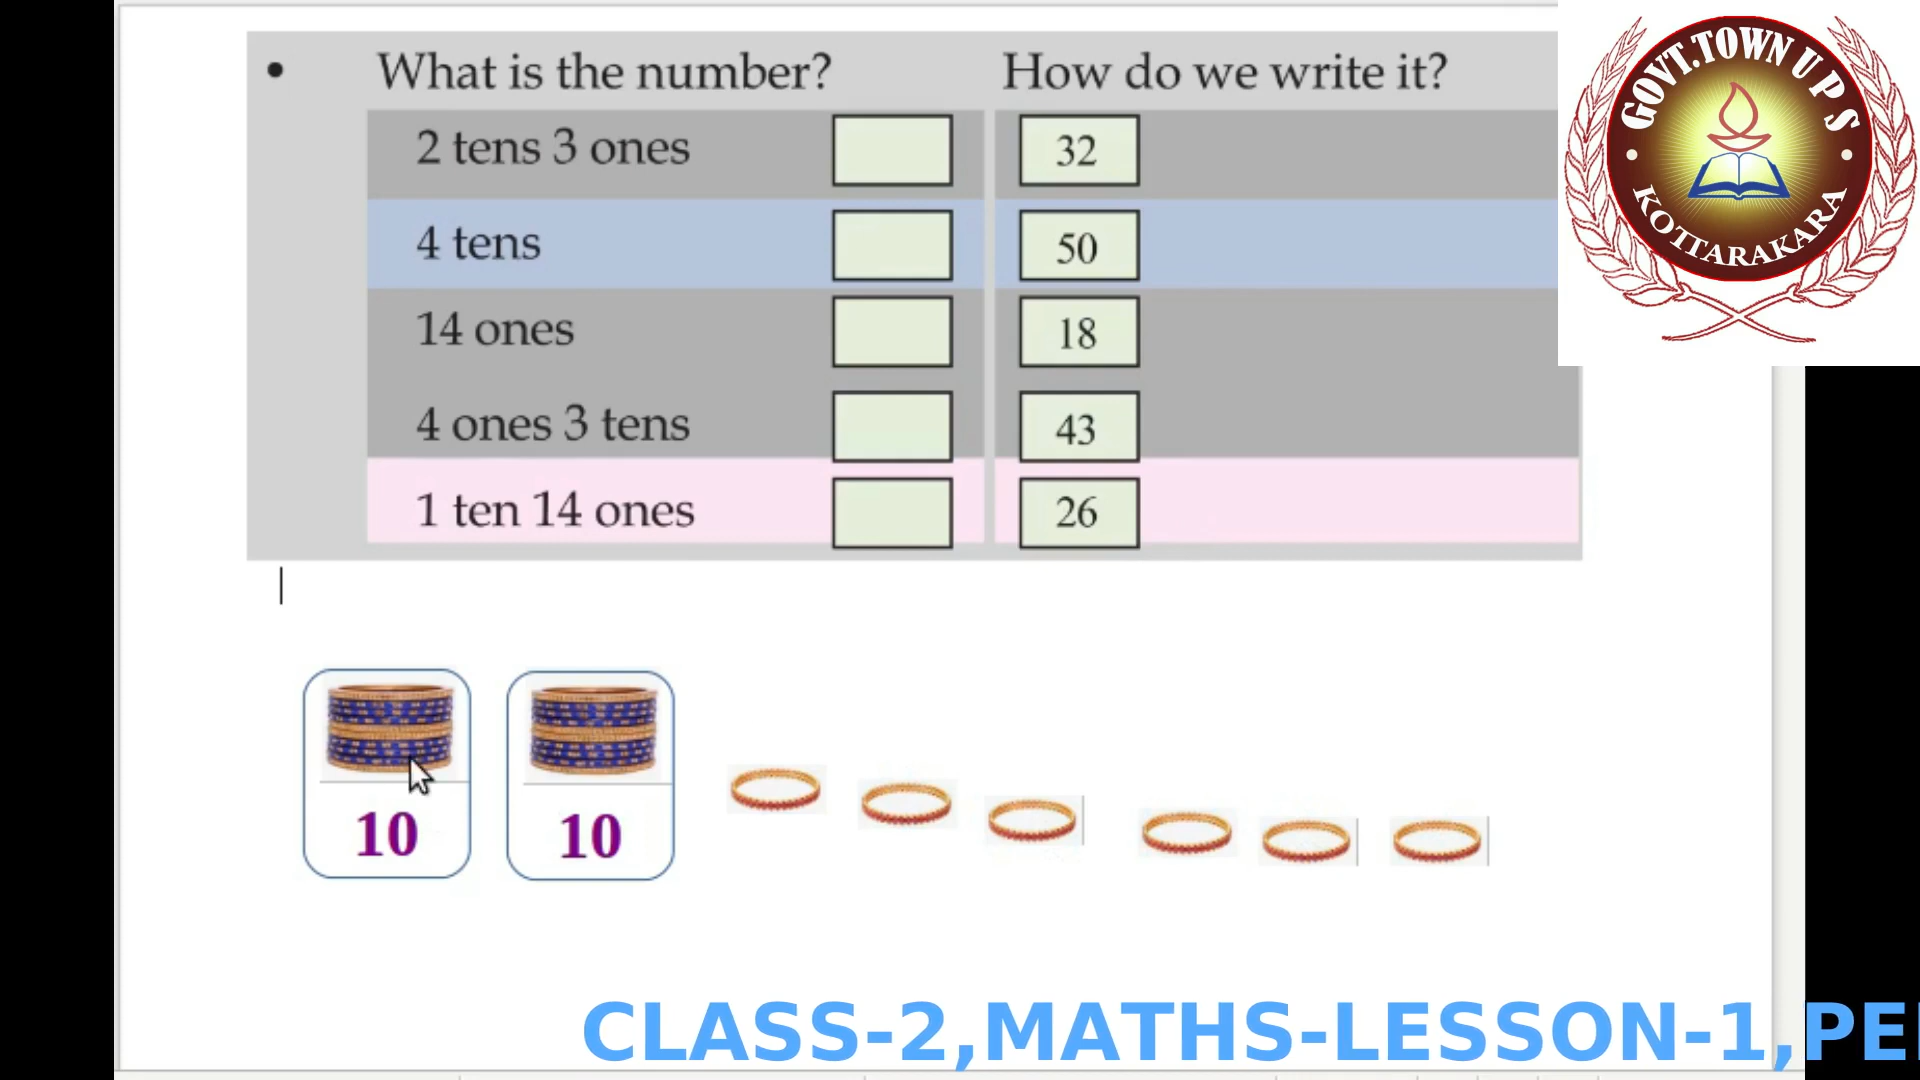 • What is the number? How do we write it?
2 tens 3 ones 32
4 tens 50
14 ones 18
4 ones 3 tens 43
1 ten 14 ones 26
10 10
GOVT.TOWN U P S
KOTTARAKARA
CLASS-2,MATHS-LESSON-1,PE